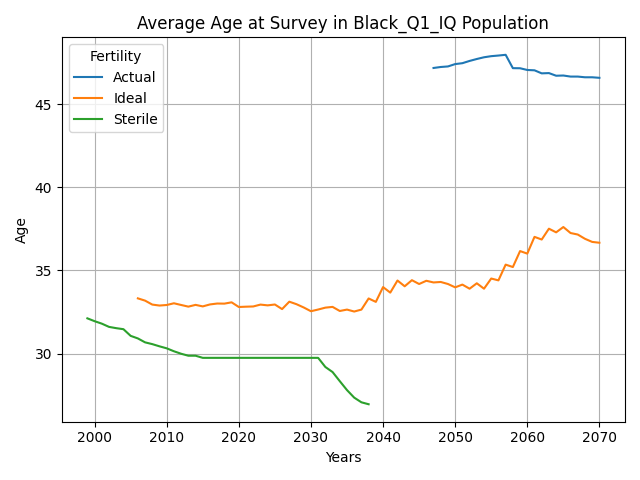 Average Age at Survey in Black_Q1_IQ Population
Fertility
Actual
Ideal
Sterile
Age
45
40
35
30
2000 2010 2020 2030 2040 2050 2060 2070
Years